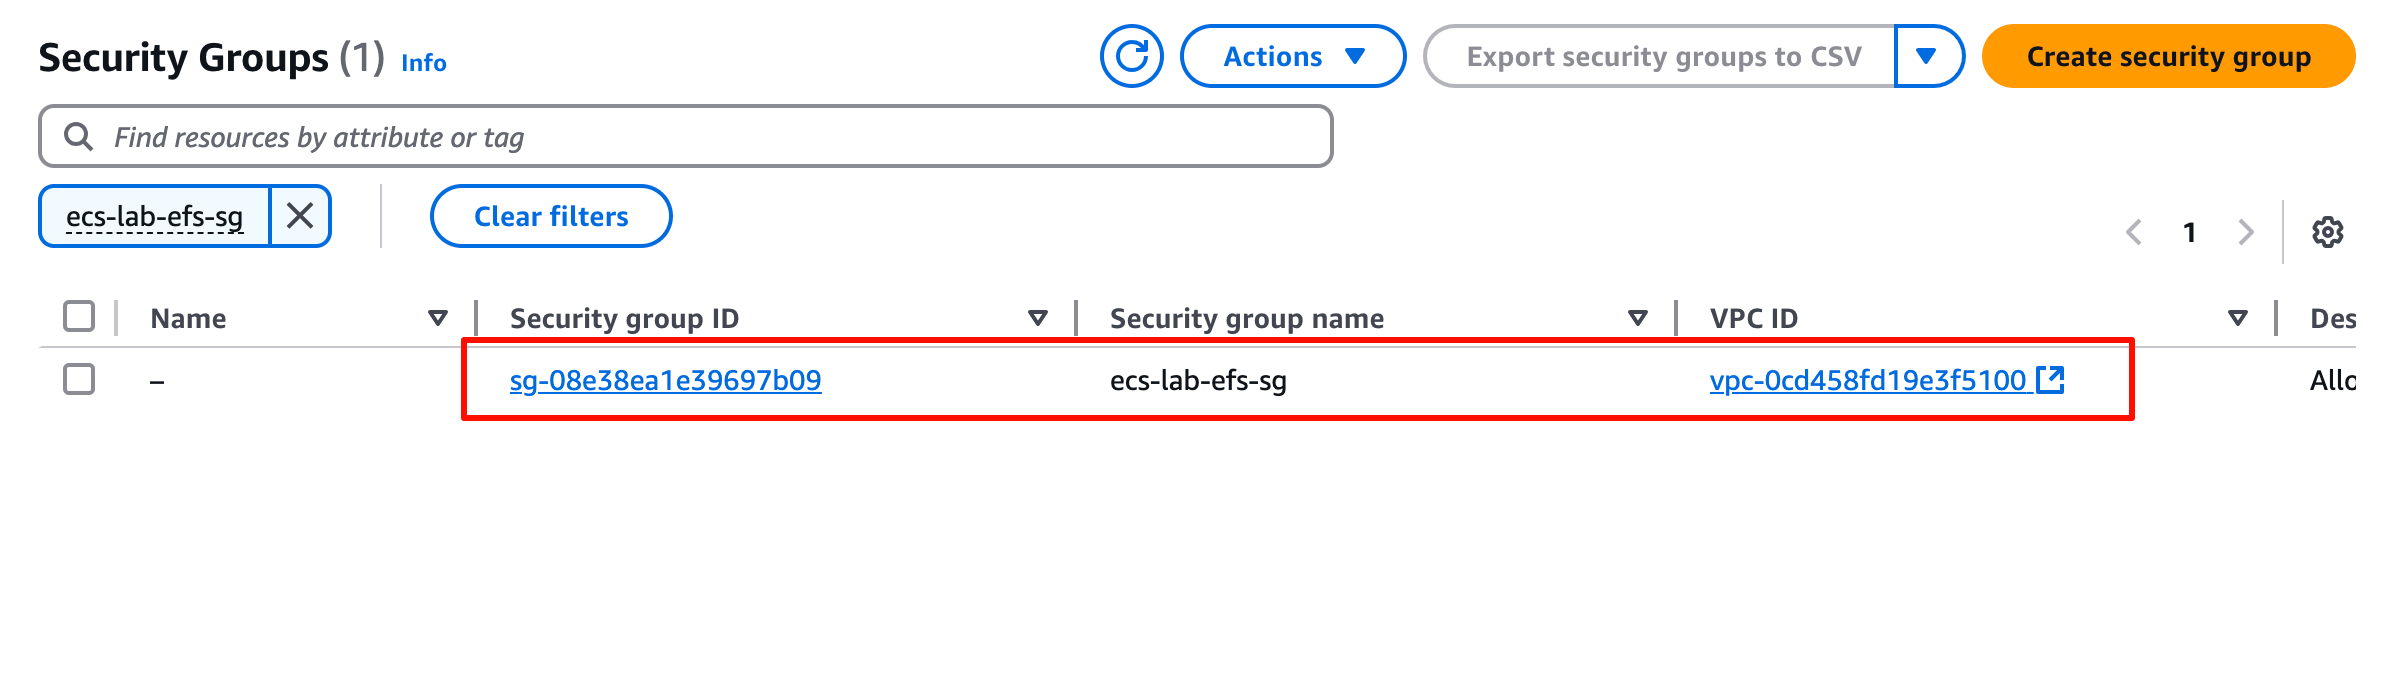 Security Groups (1) Info
Actions
Export security groups to CSV
Create security group
Find resources by attribute or tag
ecs-lab-efs-sg
Clear filters
1
Name Security group ID Security group name VPC ID Des
– sg-08e38ea1e39697b09 ecs-lab-efs-sg vpc-0cd458fd19e3f5100 Allo